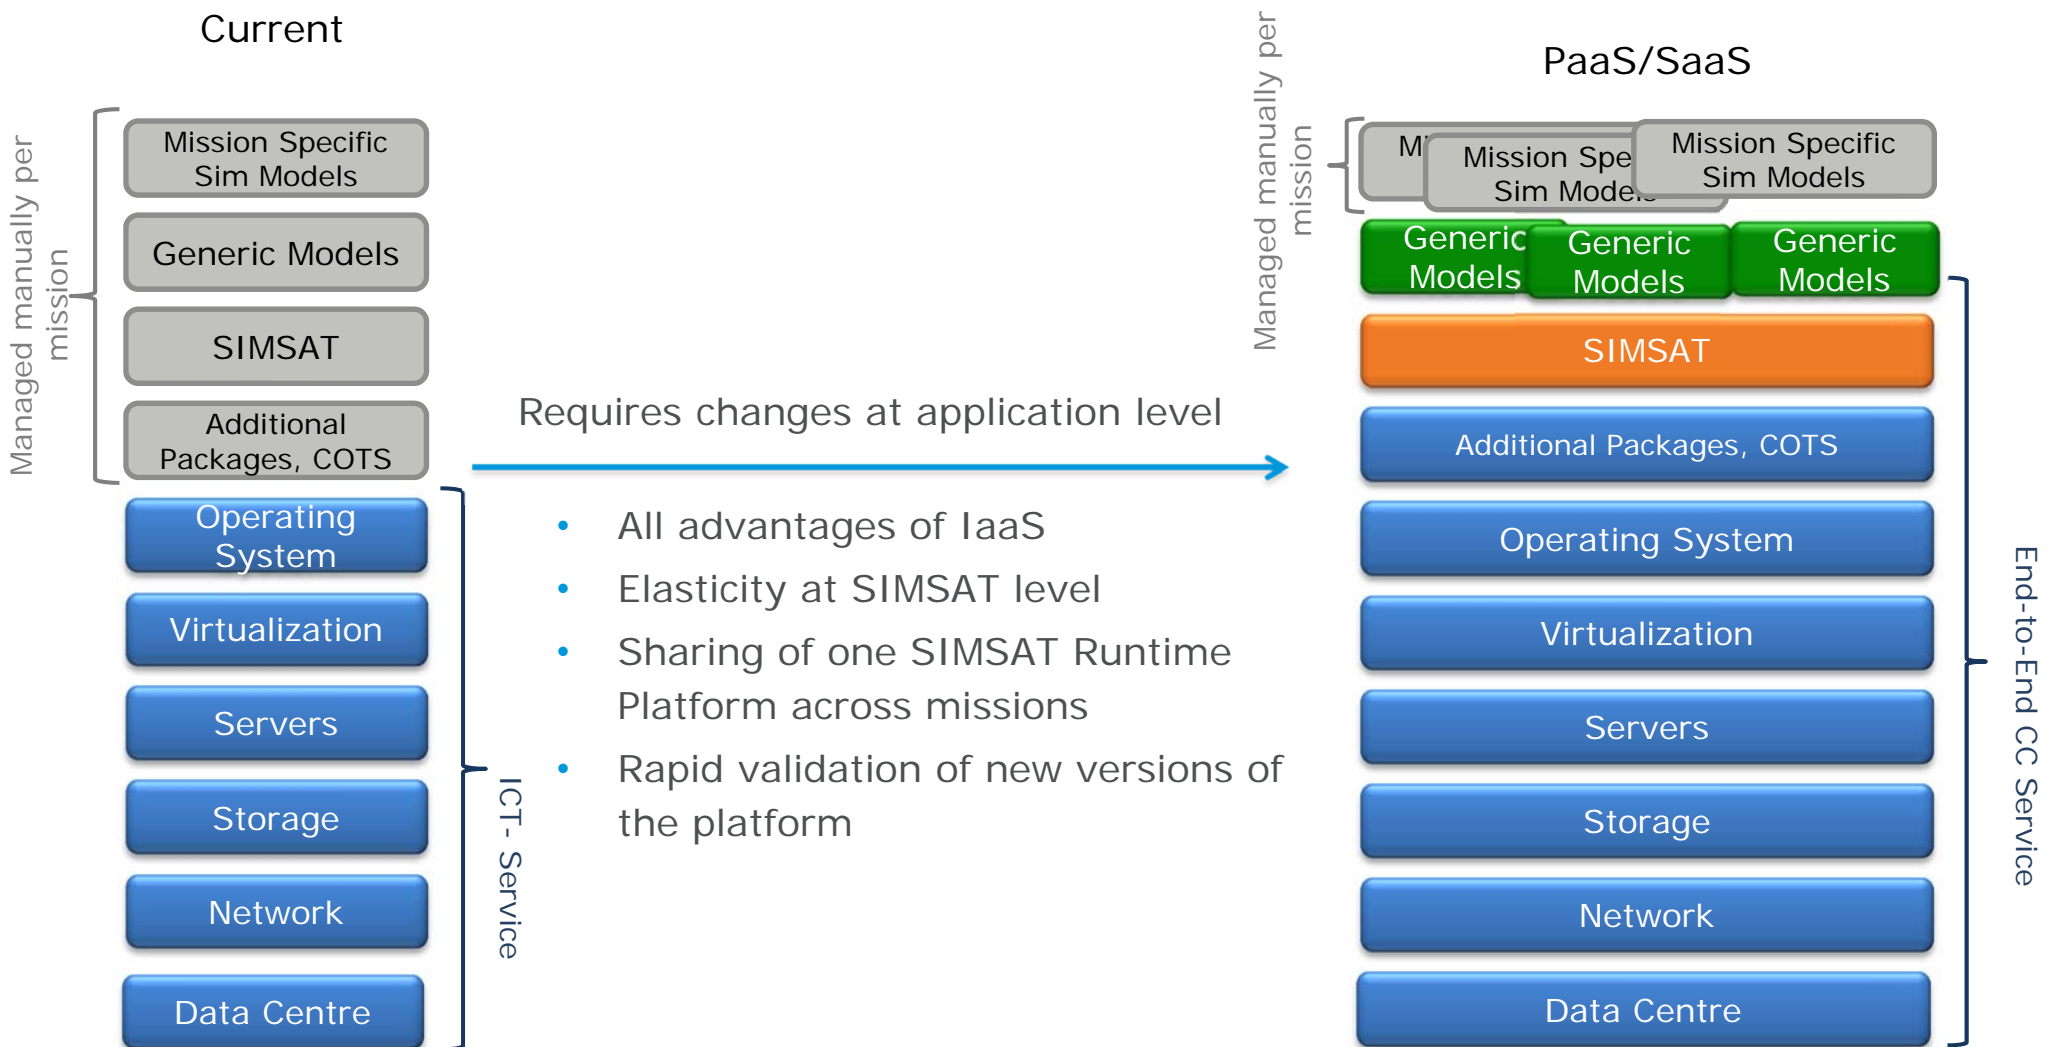 Current
Managed manually per
mission
Mission Specific
Sim Models
Generic Models
SIMSAT
Additional
Packages, COTS
Operating
System
Virtualization
Servers
Storage
Network
Data Centre
ICT- Service
Requires changes at application level
• All advantages of IaaS
• Elasticity at SIMSAT level
• Sharing of one SIMSAT Runtime
Platform across missions
• Rapid validation of new versions of
the platform
PaaS/SaaS
Managed manually per
mission
Mission Specific
Sim Models
Generic
Models
Generic
Models
Generic
Models
SIMSAT
Additional Packages, COTS
Operating System
Virtualization
Servers
Storage
Network
Data Centre
End-to-End CC Service